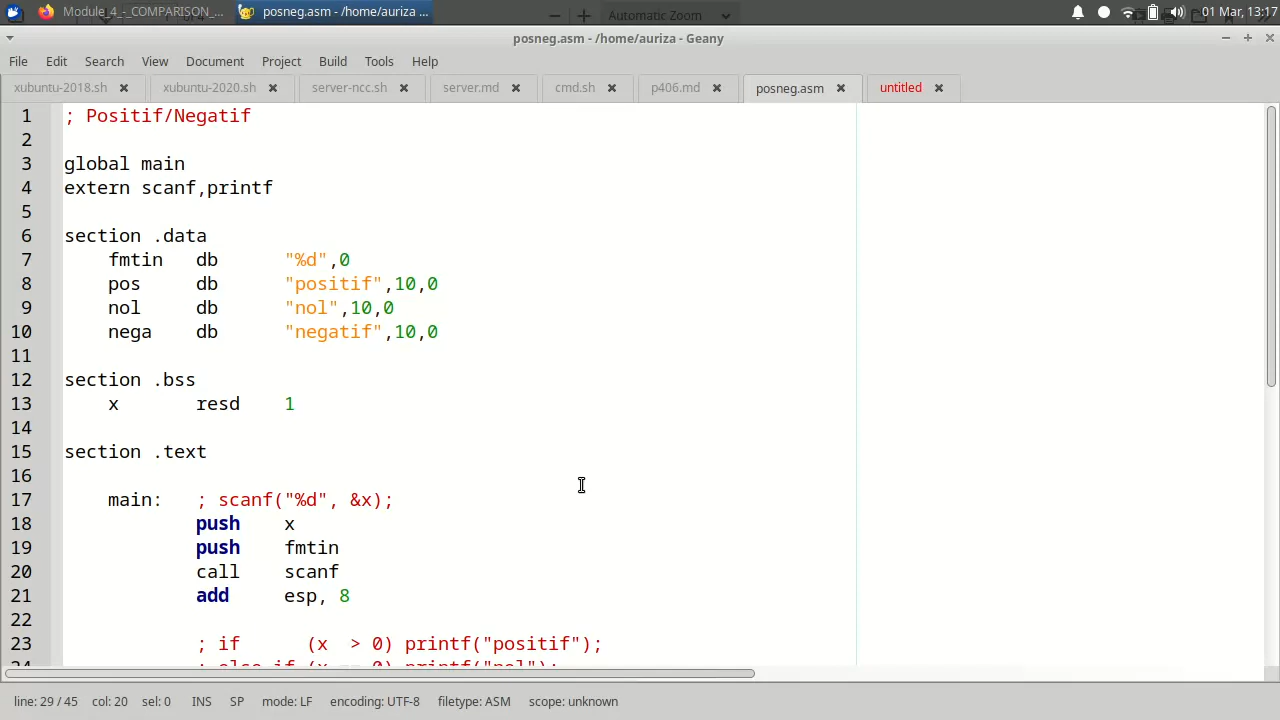 Module_4_-_COMPARISON_...
posneg.asm - /home/auriza ...
Automatic Zoom
01 Mar, 13:17
posneg.asm - /home/auriza - Geany
File Edit Search View Document Project Build Tools Help
xubuntu-2018.sh xubuntu-2020.sh server-ncc.sh server.md cmd.sh p406.md posneg.asm untitled
1 ; Positif/Negatif
2
3 global main
4 extern scanf,printf
5
6 section .data
7 fmtin db "%d",0
8 pos db "positif",10,0
9 nol db "nol",10,0
10 nega db "negatif",10,0
11
12 section .bss
13 x resd 1
14
15 section .text
16
17 main: ; scanf("%d", &x);
18 push x
19 push fmtin
20 call scanf
21 add esp, 8
22
23 ; if (x > 0) printf("positif");
24 ; else if (x == 0) printf("nol");
line: 29 / 45 col: 20 sel: 0 INS SP mode: LF encoding: UTF-8 filetype: ASM scope: unknown